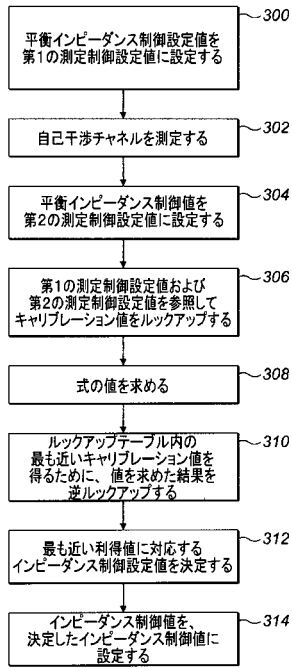 300
平衡インピーダンス制御設定値を
第1の測定制御設定値に設定する
302
自己干渉チャネルを測定する
304
平衡インピーダンス制御値を
第2の測定制御設定値に設定する
306
第1の測定制御設定値および
第2の測定制御設定値を参照して
キャリブレーション値をルックアップする
308
式の値を求める
310
ルックアップテーブル内の
最も近いキャリブレーション値を
得るために、値を求めた結果を
逆ルックアップする
312
最も近い利得値に対応する
インピーダンス制御設定値を決定する
314
インピーダンス制御値を、
決定したインピーダンス制御値に
設定する